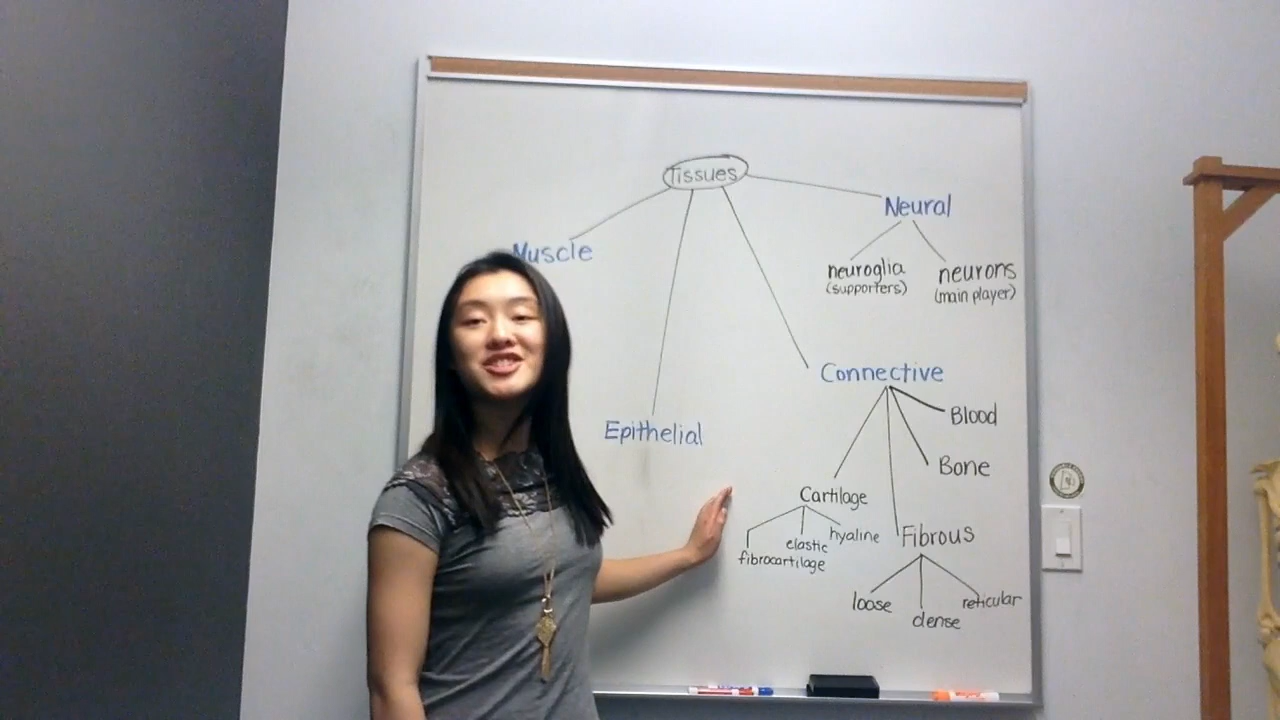 Tissues
Neural
Muscle
neuroglia
(supporters)
neurons
(main player)
Connective
Blood
Epithelial
Bone
Cartilage
hyaline
elastic
fibrocartilage
Fibrous
loose
dense
reticular